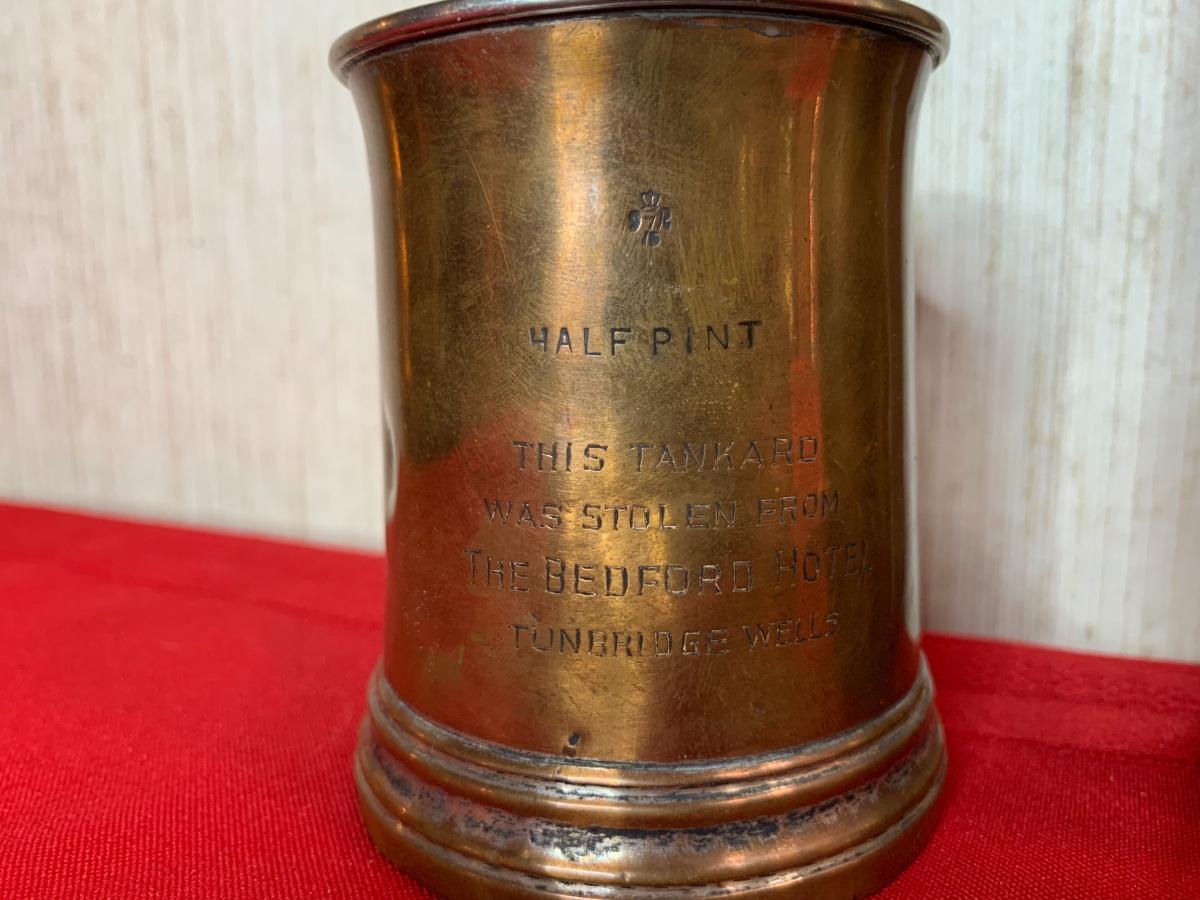 HALF PINT
THIS TANKARD
WAS STOLEN FROM
THE BEDFORD HOTEL
TUNBRIDGE WELLS